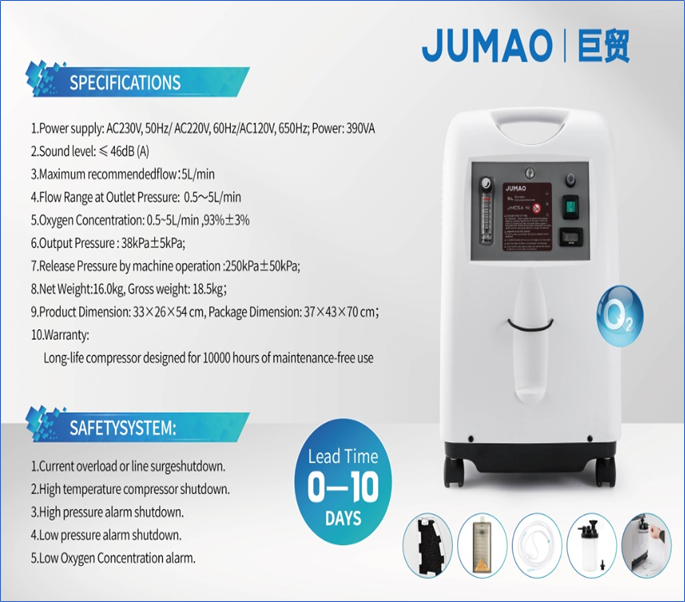 JUMAO | 巨贸
SPECIFICATIONS
1.Power supply: AC230V, 50Hz/ AC220V, 60Hz/AC120V, 650Hz; Power: 390VA
2.Sound level: ≤ 46dB (A)
3.Maximum recommendedflow：5L/min
4.Flow Range at Outlet Pressure: 0.5～5L/min
5.Oxygen Concentration: 0.5~5L/min ,93%±3%
6.Output Pressure : 38kPa±5kPa;
7.Release Pressure by machine operation :250kPa±50kPa;
8.Net Weight:16.0kg, Gross weight: 18.5kg；
9.Product Dimension: 33×26×54 cm, Package Dimension: 37×43×70 cm；
10.Warranty:
Long-life compressor designed for 10000 hours of maintenance-free use
JUMAO
O2
SAFETYSYSTEM:
1.Current overload or line surgeshutdown.
2.High temperature compressor shutdown.
3.High pressure alarm shutdown.
4.Low pressure alarm shutdown.
5.Low Oxygen Concentration alarm.
Lead Time
0—10
DAYS